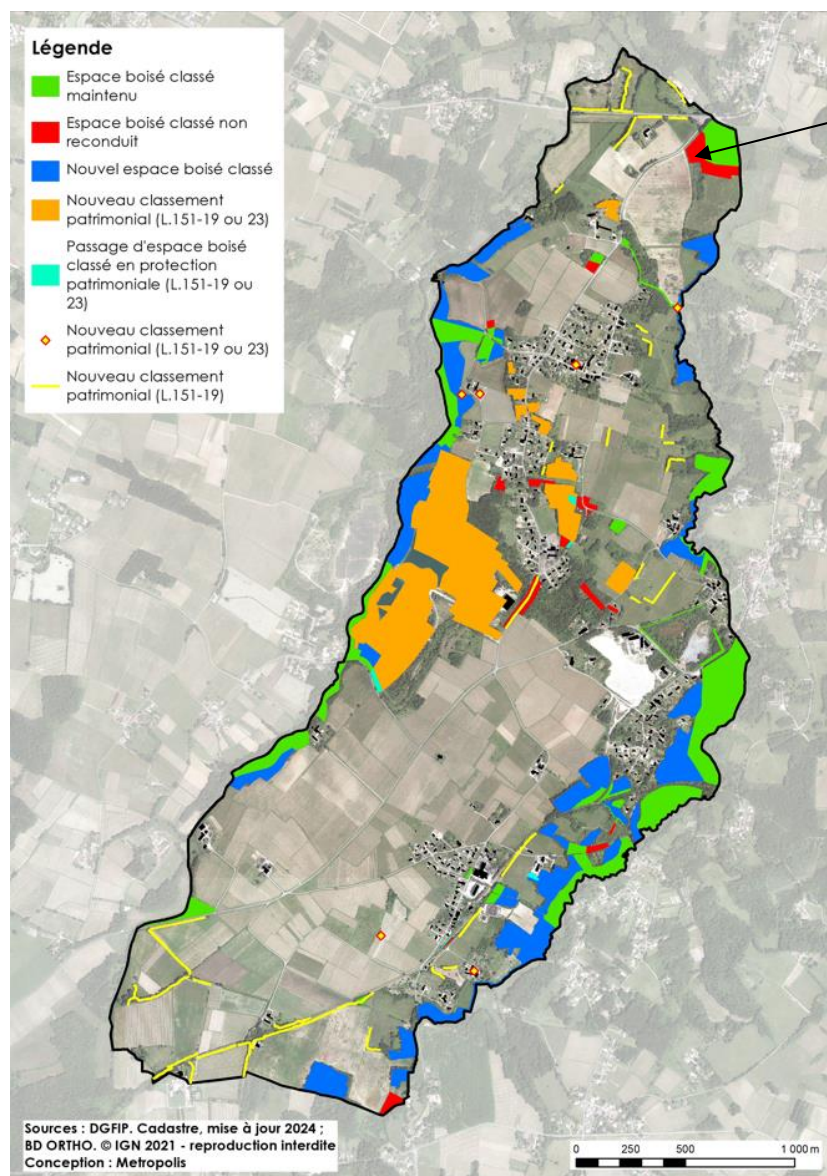 Légende
Espace boisé classé
maintenu
Espace boisé classé non
reconduit
Nouvel espace boisé classé
Nouveau classement
patrimonial (L.151-19 ou 23)
Passage d'espace boisé
classé en protection
patrimoniale (L.151-19 ou
23)
Nouveau classement
patrimonial (L.151-19 ou 23)
Nouveau classement
patrimonial (L.151-19)
Sources : DGFIP. Cadastre, mise à jour 2024 ;
BD ORTHO. © IGN 2021 - reproduction interdite
Conception : Metropolis
0 250 500 1 000 m